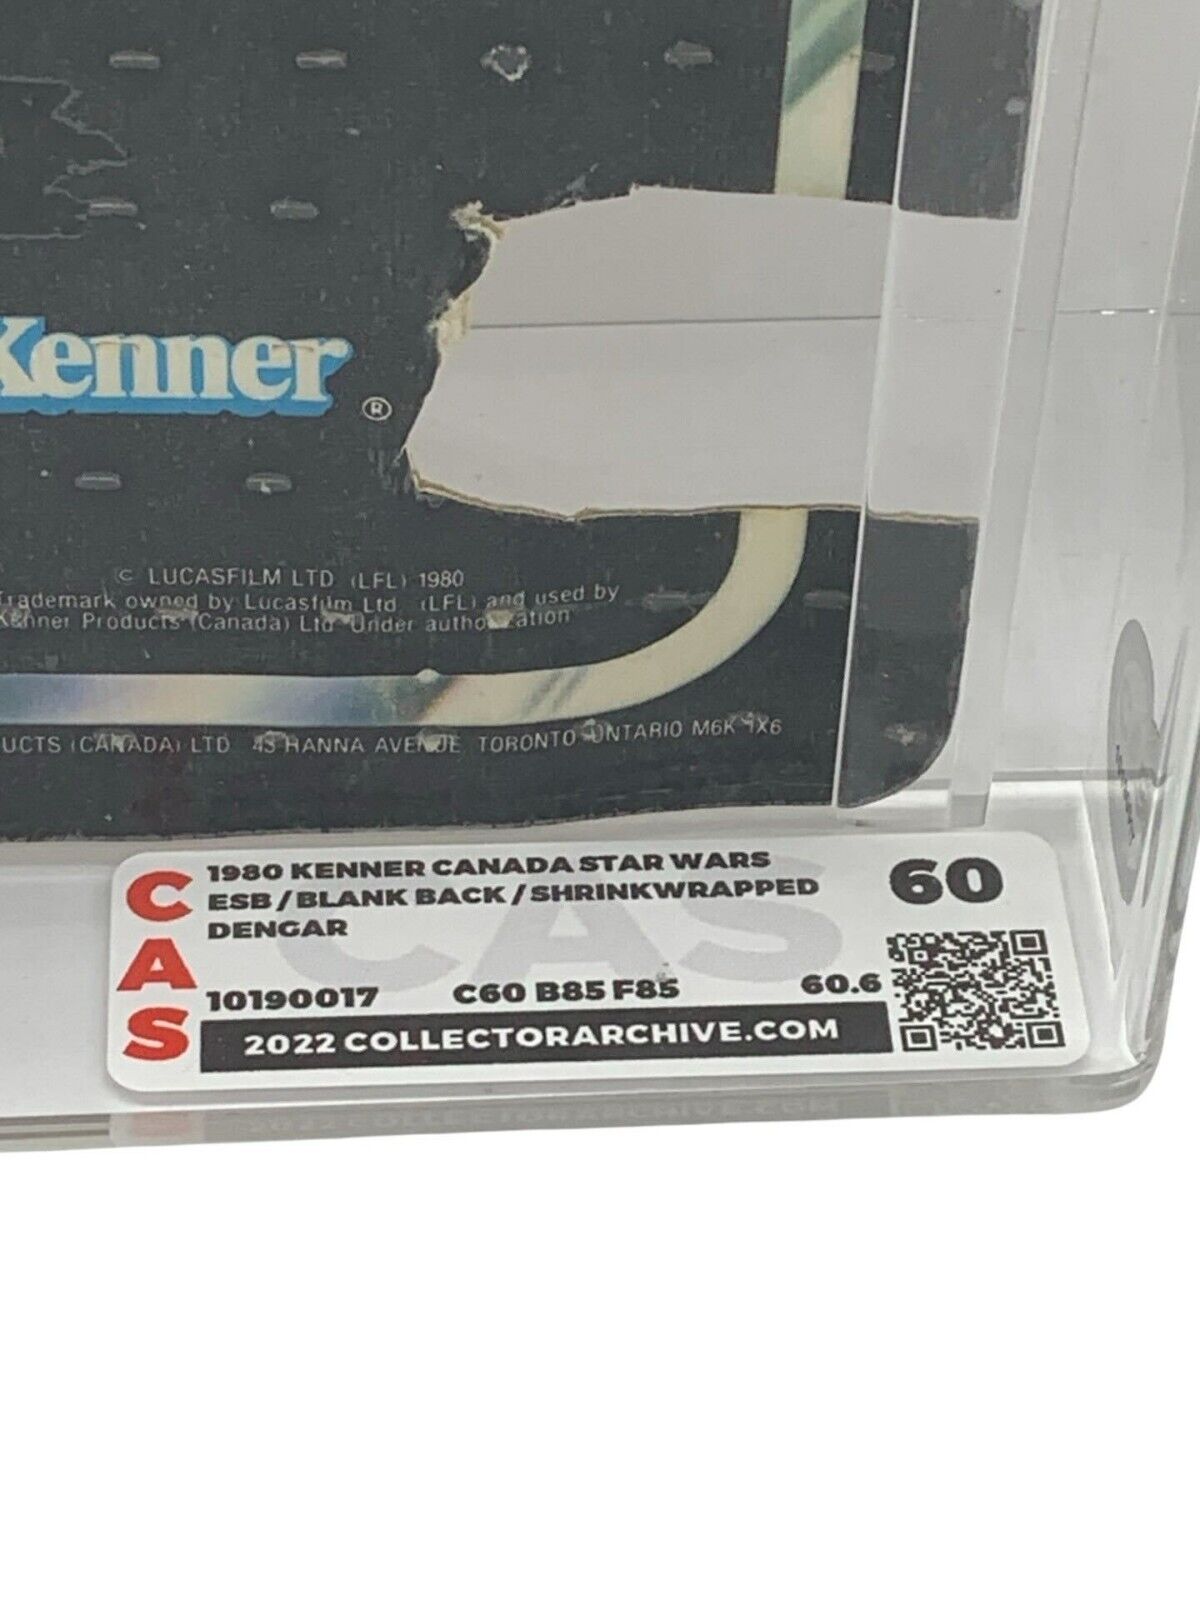 Kenner ®
© LUCASFILM LTD (LFL) 1980
Trademark owned by Lucasfilm Ltd (LFL) and used by
Kenner Products (Canada) Ltd Under authorization
UCTS (CANADA) LTD 43 HANNA AVENUE TORONTO ONTARIO M6K 1X6
CAS
1980 KENNER CANADA STAR WARS
ESB / BLANK BACK / SHRINKWRAPPED
DENGAR
60
10190017 C60 B85 F85 60.6
2022 COLLECTORARCHIVE.COM
CAS